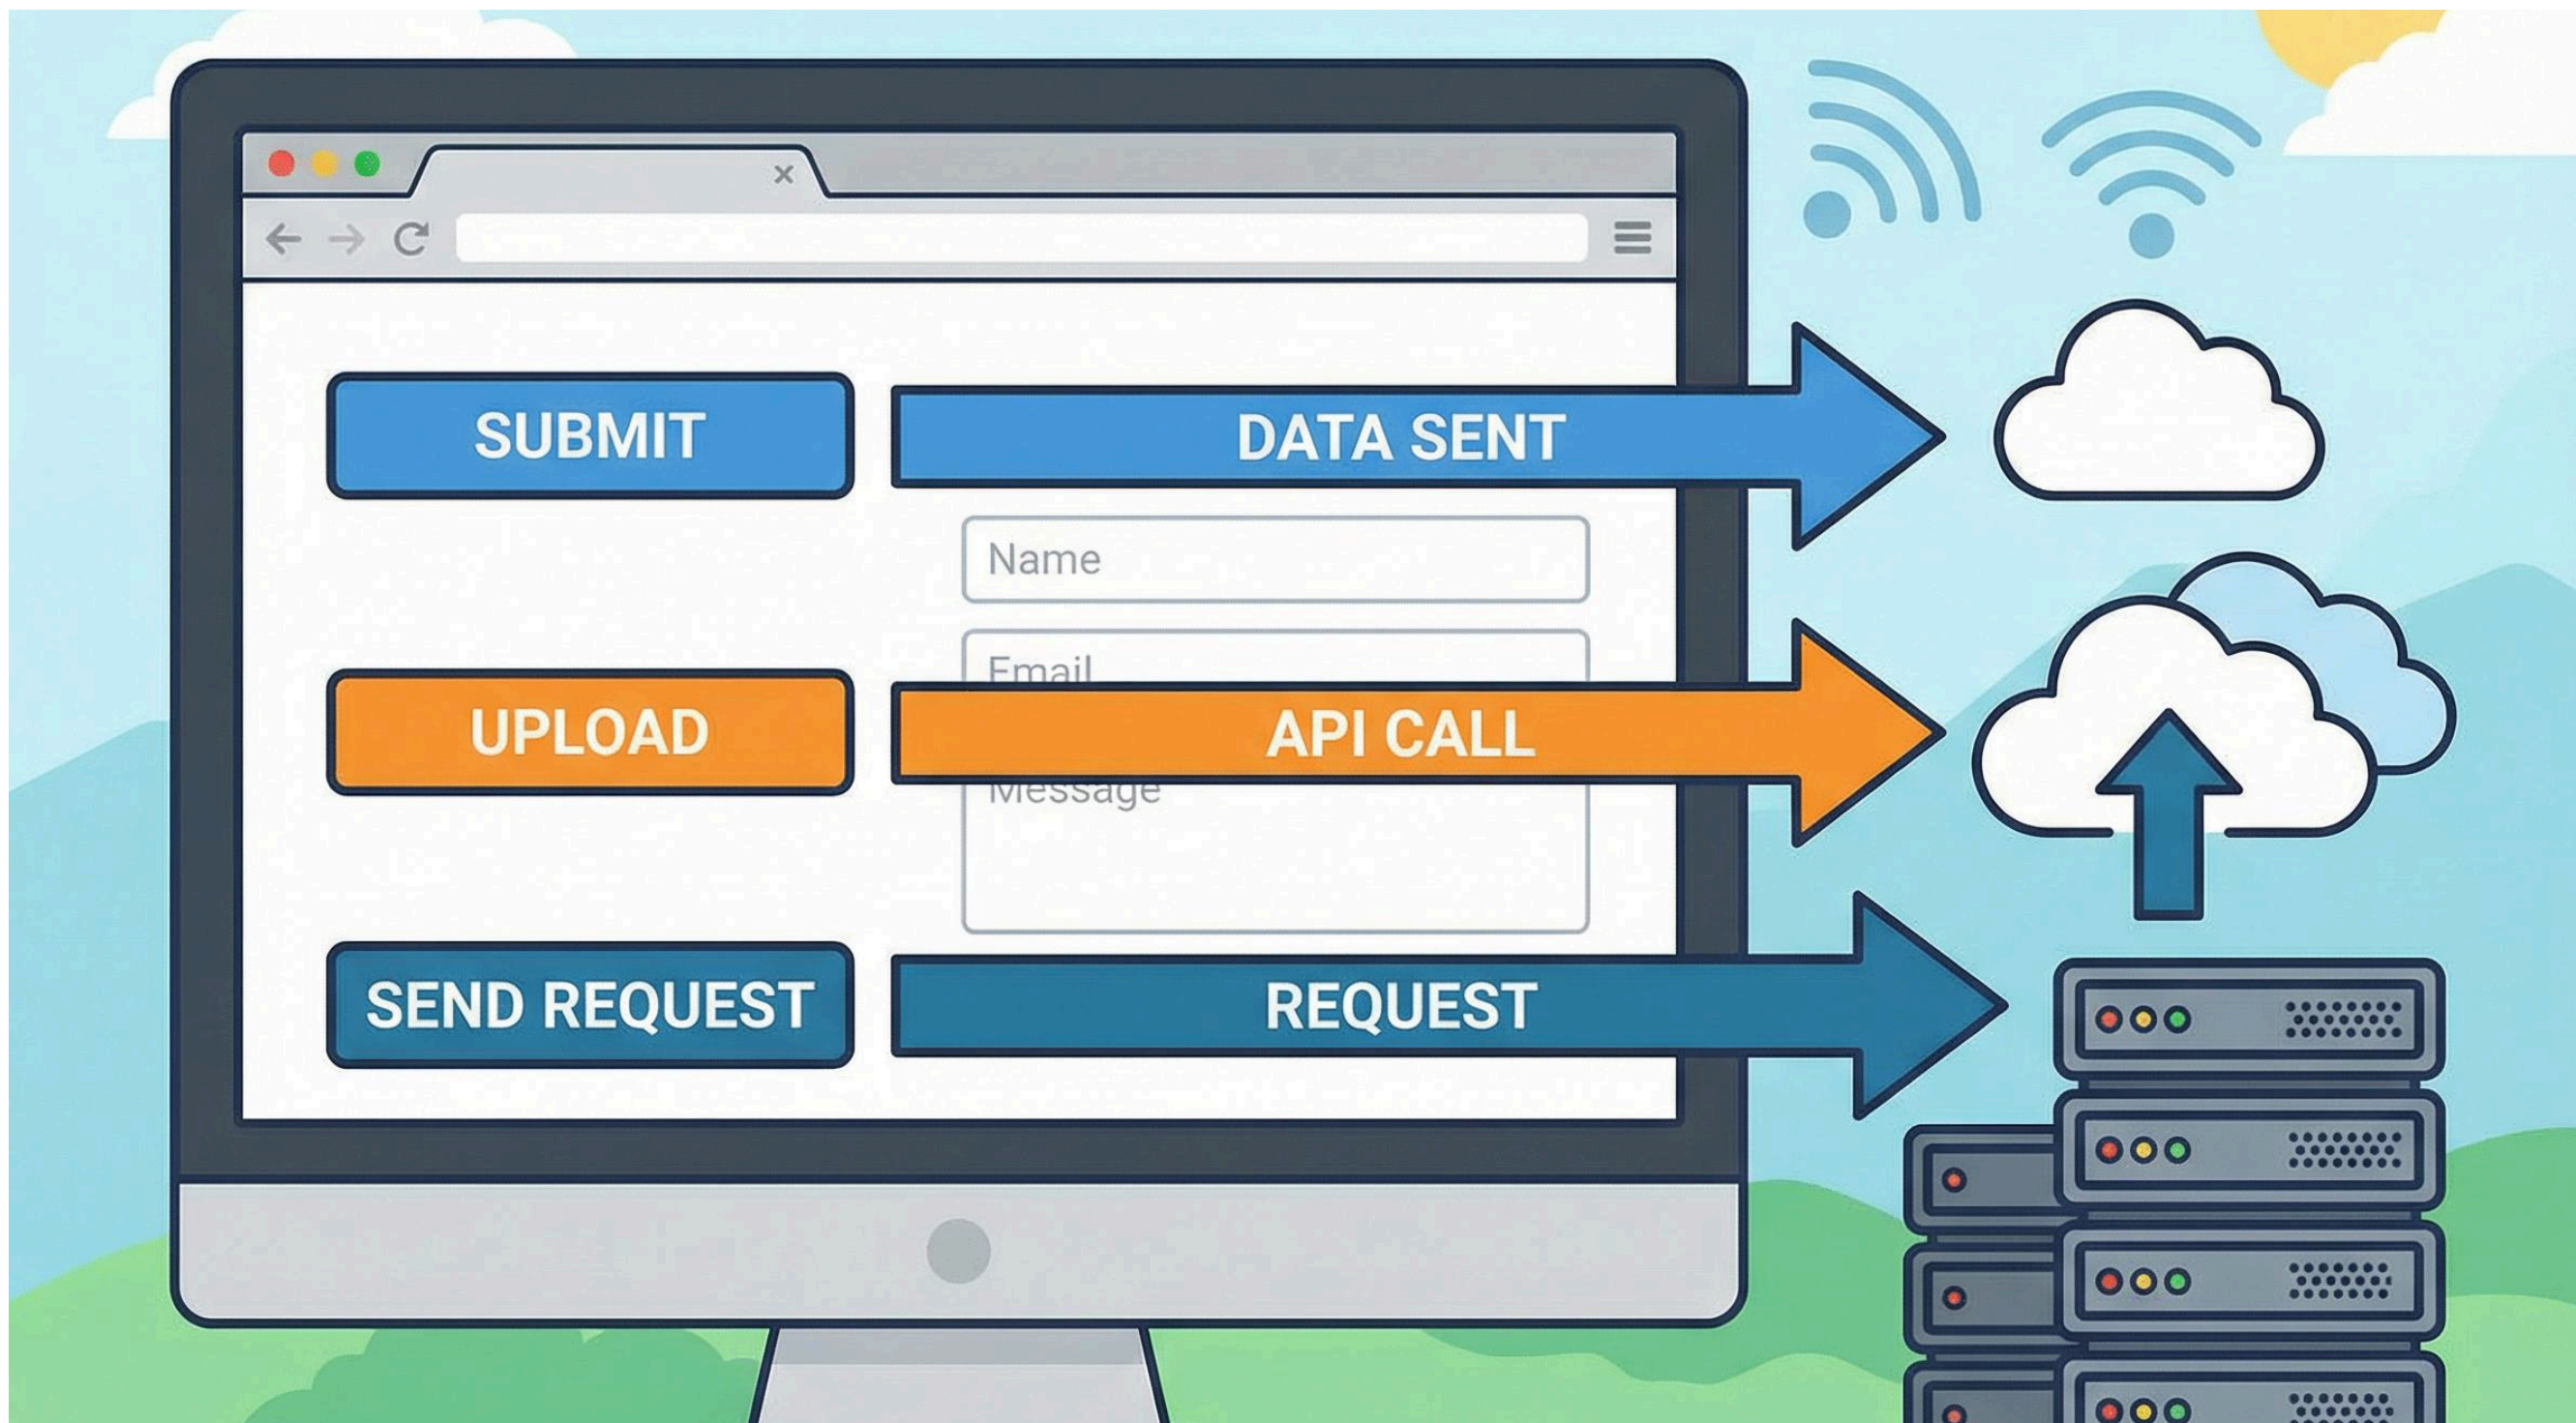 SUBMIT
DATA SENT
Name
Email
UPLOAD
API CALL
Message
SEND REQUEST
REQUEST